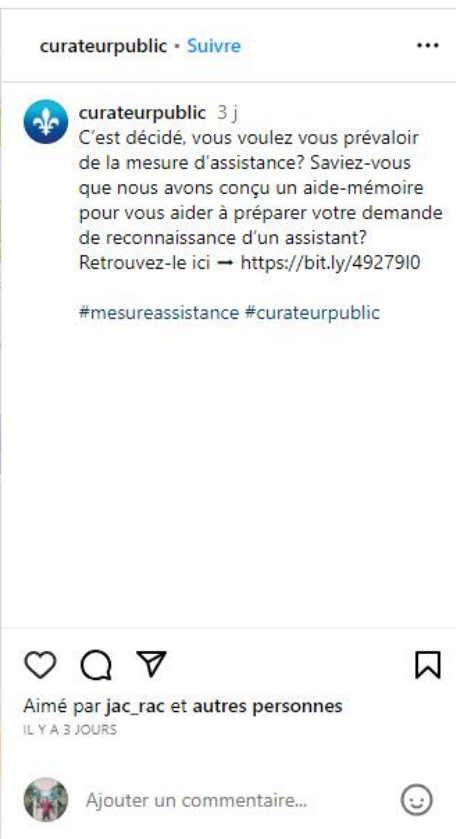 curateurpublic • Suivre
curateurpublic 3 j
C'est décidé, vous voulez vous prévaloir
de la mesure d'assistance? Saviez-vous
que nous avons conçu un aide-mémoire
pour vous aider à préparer votre demande
de reconnaissance d'un assistant?
Retrouvez-le ici ➞ https://bit.ly/49279I0
#mesureassistance #curateurpublic
Aimé par jac_rac et autres personnes
IL Y A 3 JOURS
Ajouter un commentaire...